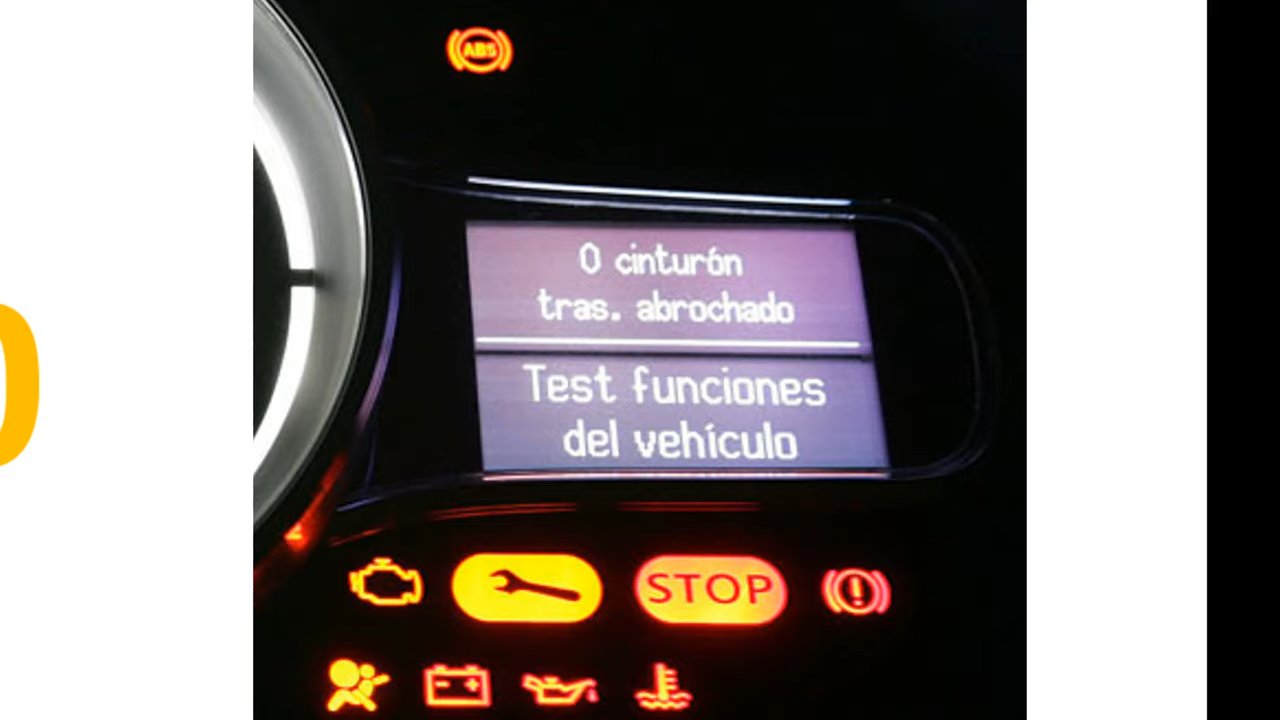 ABS
0 cinturón
tras. abrochado
Test funciones
del vehículo
STOP